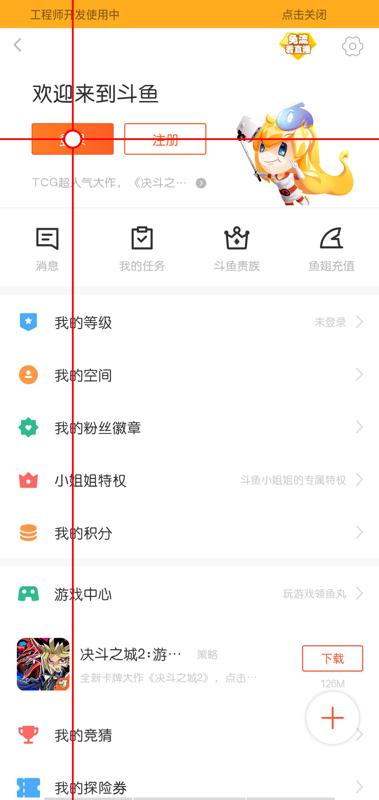 工程师开发使用中 点击关闭
免流
看直播
欢迎来到斗鱼
注册
TCG超人气大作，《决斗之…
消息 我的任务 斗鱼贵族 鱼翅充值
我的等级 未登录
我的空间
我的粉丝徽章
小姐姐特权 斗鱼小姐姐的专属特权
我的积分
游戏中心 玩游戏领鱼丸
决斗之城2:游… 策略 下载
全新卡牌大作《决斗之城2》，点击… 126M
我的竞猜
我的探险券